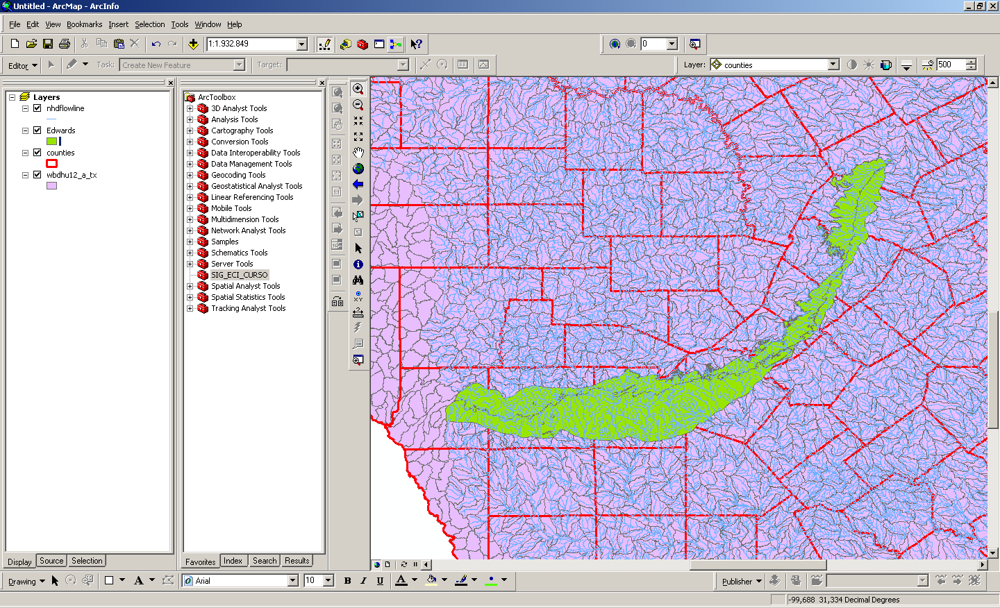 Untitled - ArcMap - ArcInfo
File Edit View Bookmarks Insert Selection Tools Window Help
1:1.932.849
0
Editor Task: Create New Feature Target:
Layer: counties 500
Layers
nhdflowline
Edwards
counties
wbdhu12_a_tx
Display Source Selection
ArcToolbox
3D Analyst Tools
Analysis Tools
Cartography Tools
Conversion Tools
Data Interoperability Tools
Data Management Tools
Geocoding Tools
Geostatistical Analyst Tools
Linear Referencing Tools
Mobile Tools
Multidimension Tools
Network Analyst Tools
Samples
Schematics Tools
Server Tools
SIG_ECI_CURSO
Spatial Analyst Tools
Spatial Statistics Tools
Tracking Analyst Tools
Favorites Index Search Results
XY
Drawing A Arial 10 B I U A
Publisher
-99,688 31,334 Decimal Degrees